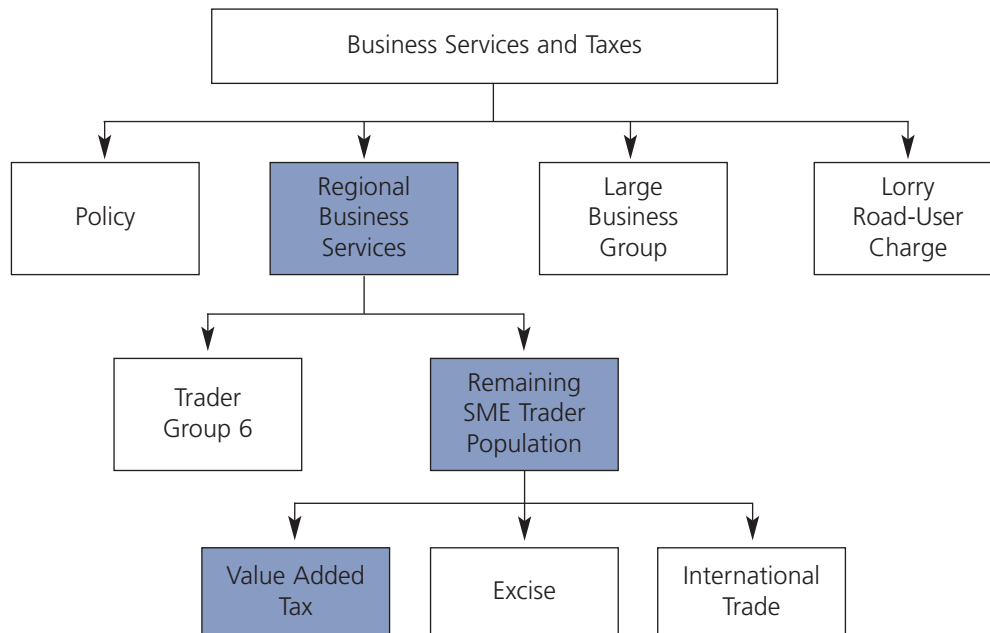 Business Services and Taxes
Policy
Regional
Business
Services
Large
Business
Group
Lorry
Road-User
Charge
Trader
Group 6
Remaining
SME Trader
Population
Value Added
Tax
Excise
International
Trade